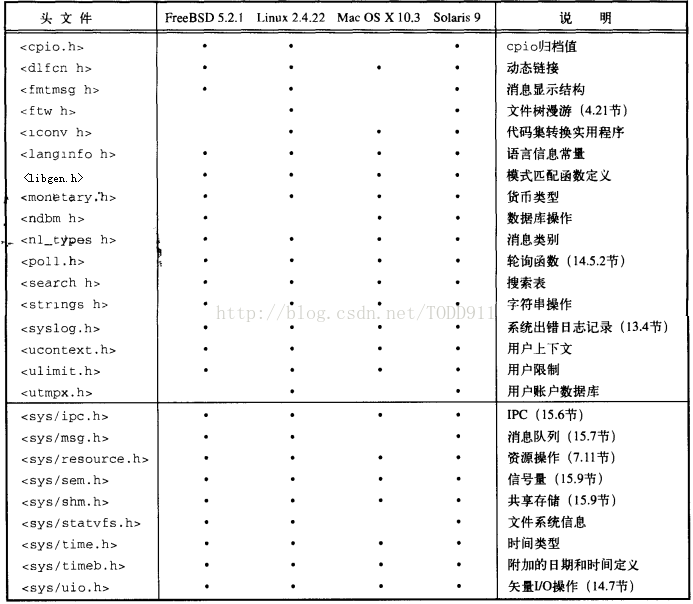 头 文 件 FreeBSD 5.2.1 Linux 2.4.22 Mac OS X 10.3 Solaris 9 说 明
<cpio.h> cpio归档值
<dlfcn h> 动态链接
<fmtmsg h> 消息显示结构
<ftw h> 文件树漫游 (4.21节)
<iconv h> 代码集转换实用程序
<langinfo h> 语言信息常量
<libgen.h> 模式匹配函数定义
<monetary.h> 货币类型
<ndbm h> 数据库操作
<nl_types h> 消息类别
<poll.h> 轮询函数 (14.5.2节)
<search h> 搜索表
<strings h> 字符串操作
http://blog.csdn.net/TODD911
<syslog.h> 系统出错日志记录 (13.4节)
<ucontext.h> 用户上下文
<ulimit.h> 用户限制
<utmpx.h> 用户账户数据库
<sys/ipc.h> IPC (15.6节)
<sys/msg.h> 消息队列 (15.7节)
<sys/resource.h> 资源操作 (7.11节)
<sys/sem.h> 信号量 (15.9节)
<sys/shm.h> 共享存储 (15.9节)
<sys/statvfs.h> 文件系统信息
<sys/time.h> 时间类型
<sys/timeb.h> 附加的日期和时间定义
<sys/uio.h> 矢量I/O操作 (14.7节)